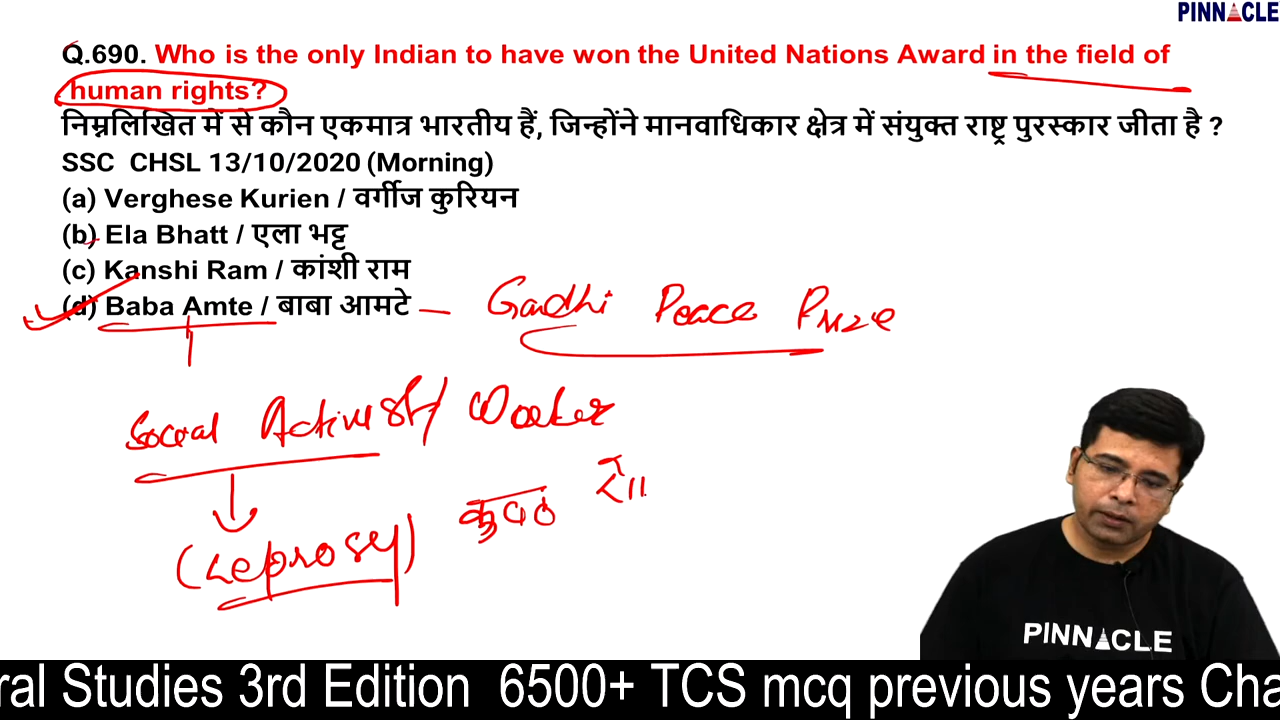 PINNACLE
Q.690. Who is the only Indian to have won the United Nations Award in the field of
human rights?
निम्नलिखित में से कौन एकमात्र भारतीय हैं, जिन्होंने मानवाधिकार क्षेत्र में संयुक्त राष्ट्र पुरस्कार जीता है ?
SSC CHSL 13/10/2020 (Morning)
(a) Verghese Kurien / वर्गीज कुरियन
(b) Ela Bhatt / एला भट्ट
(c) Kanshi Ram / कांशी राम
(d) Baba Amte / बाबा आमटे — Gandhi Peace Prize
Social Activist/ Worker
(Leprosy) कुष्ठ
PINNACLE
ral Studies 3rd Edition 6500+ TCS mcq previous years Cha